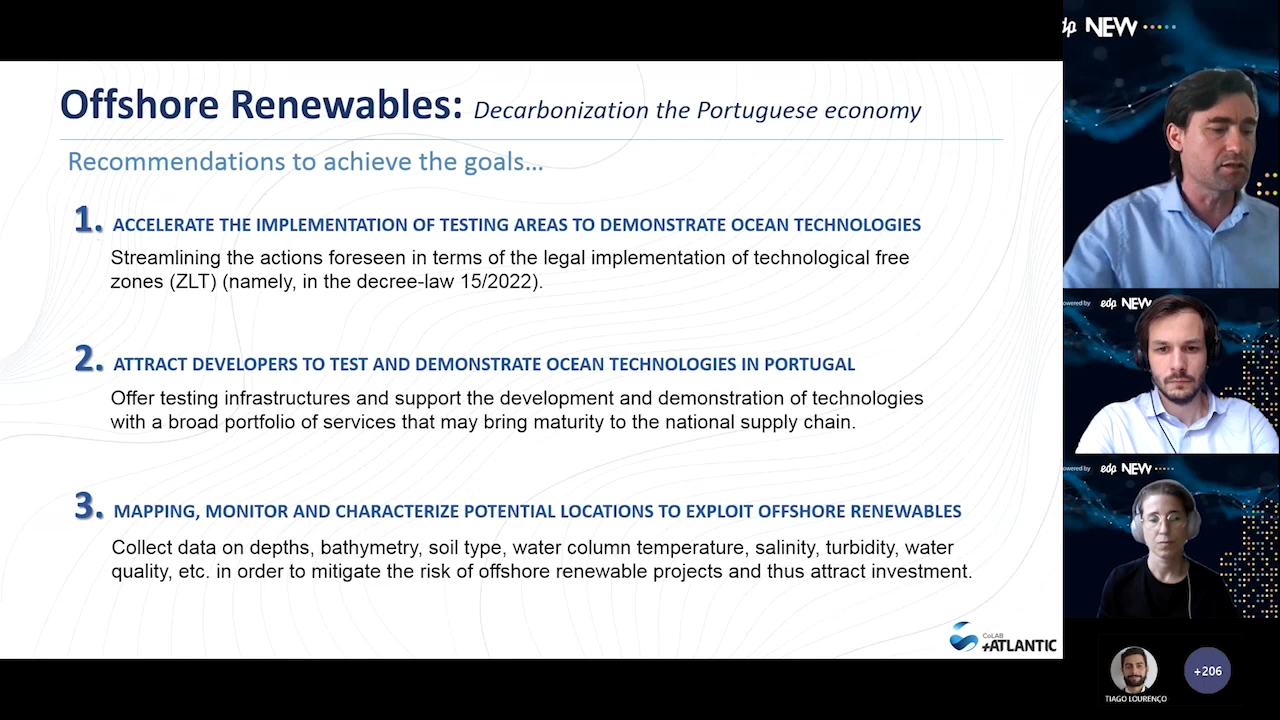 Offshore Renewables: Decarbonization the Portuguese economy
Recommendations to achieve the goals...
1. ACCELERATE THE IMPLEMENTATION OF TESTING AREAS TO DEMONSTRATE OCEAN TECHNOLOGIES
Streamlining the actions foreseen in terms of the legal implementation of technological free
zones (ZLT) (namely, in the decree-law 15/2022).
2. ATTRACT DEVELOPERS TO TEST AND DEMONSTRATE OCEAN TECHNOLOGIES IN PORTUGAL
Offer testing infrastructures and support the development and demonstration of technologies
with a broad portfolio of services that may bring maturity to the national supply chain.
3. MAPPING, MONITOR AND CHARACTERIZE POTENTIAL LOCATIONS TO EXPLOIT OFFSHORE RENEWABLES
Collect data on depths, bathymetry, soil type, water column temperature, salinity, turbidity, water
quality, etc. in order to mitigate the risk of offshore renewable projects and thus attract investment.
CoLAB
+ATLANTIC
dp NEW
owered by edp NEW
owered by edp NEW
+206
TIAGO LOURENÇO